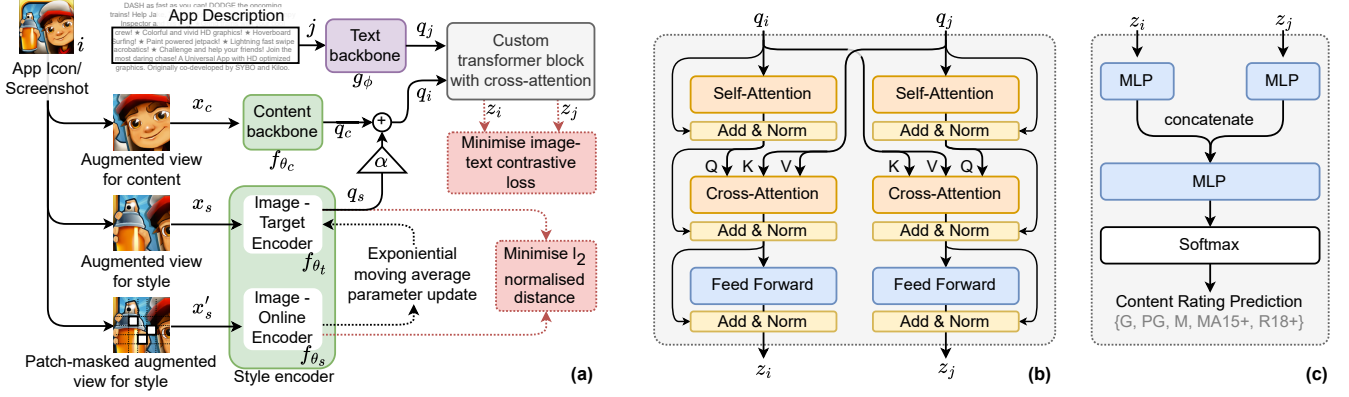 DASH as fast as you can! DODGE the oncoming
trains! Help Ja
Inspector a
App Description
crew! ★ Colorful and vivid HD graphics! ★ Hoverboard
Surfing! ★ Paint powered jetpack! ★ Lightning fast swipe
acrobatics! ★ Challenge and help your friends! Join the
most daring chase! A Universal App with HD optimized
graphics. Originally co-developed by SYBO and Kiloo.
i
App Icon/
Screenshot
j
Text
backbone
g_ϕ
q_j
q_i
Custom
transformer block
with cross-attention
z_i
z_j
Minimise image-
text contrastive
loss
x_c
Content
backbone
f_{θ_c}
q_c
+
α
Augmented view
for content
q_s
x_s
Image -
Target
Encoder
f_{θ_t}
Augmented view
for style
Exponiential
moving average
parameter update
Minimise l_2
normalised
distance
x′_s
Image -
Online
Encoder
f_{θ_s}
Patch-masked augmented
view for style
Style encoder
(a)
q_i
q_j
Self-Attention
Self-Attention
Add & Norm
Add & Norm
Q K V
K V Q
Cross-Attention
Cross-Attention
Add & Norm
Add & Norm
Feed Forward
Feed Forward
Add & Norm
Add & Norm
z_i
z_j
(b)
z_i
z_j
MLP
MLP
concatenate
MLP
Softmax
Content Rating Prediction
{G, PG, M, MA15+, R18+}
(c)